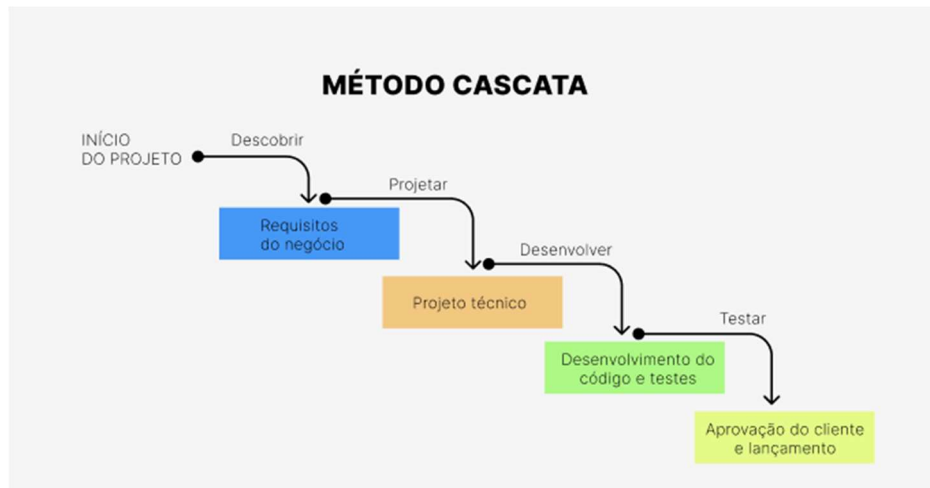 MÉTODO CASCATA
INÍCIO
DO PROJETO
Descobrir
Requisitos
do negócio
Projetar
Projeto técnico
Desenvolver
Desenvolvimento do
código e testes
Testar
Aprovação do cliente
e lançamento